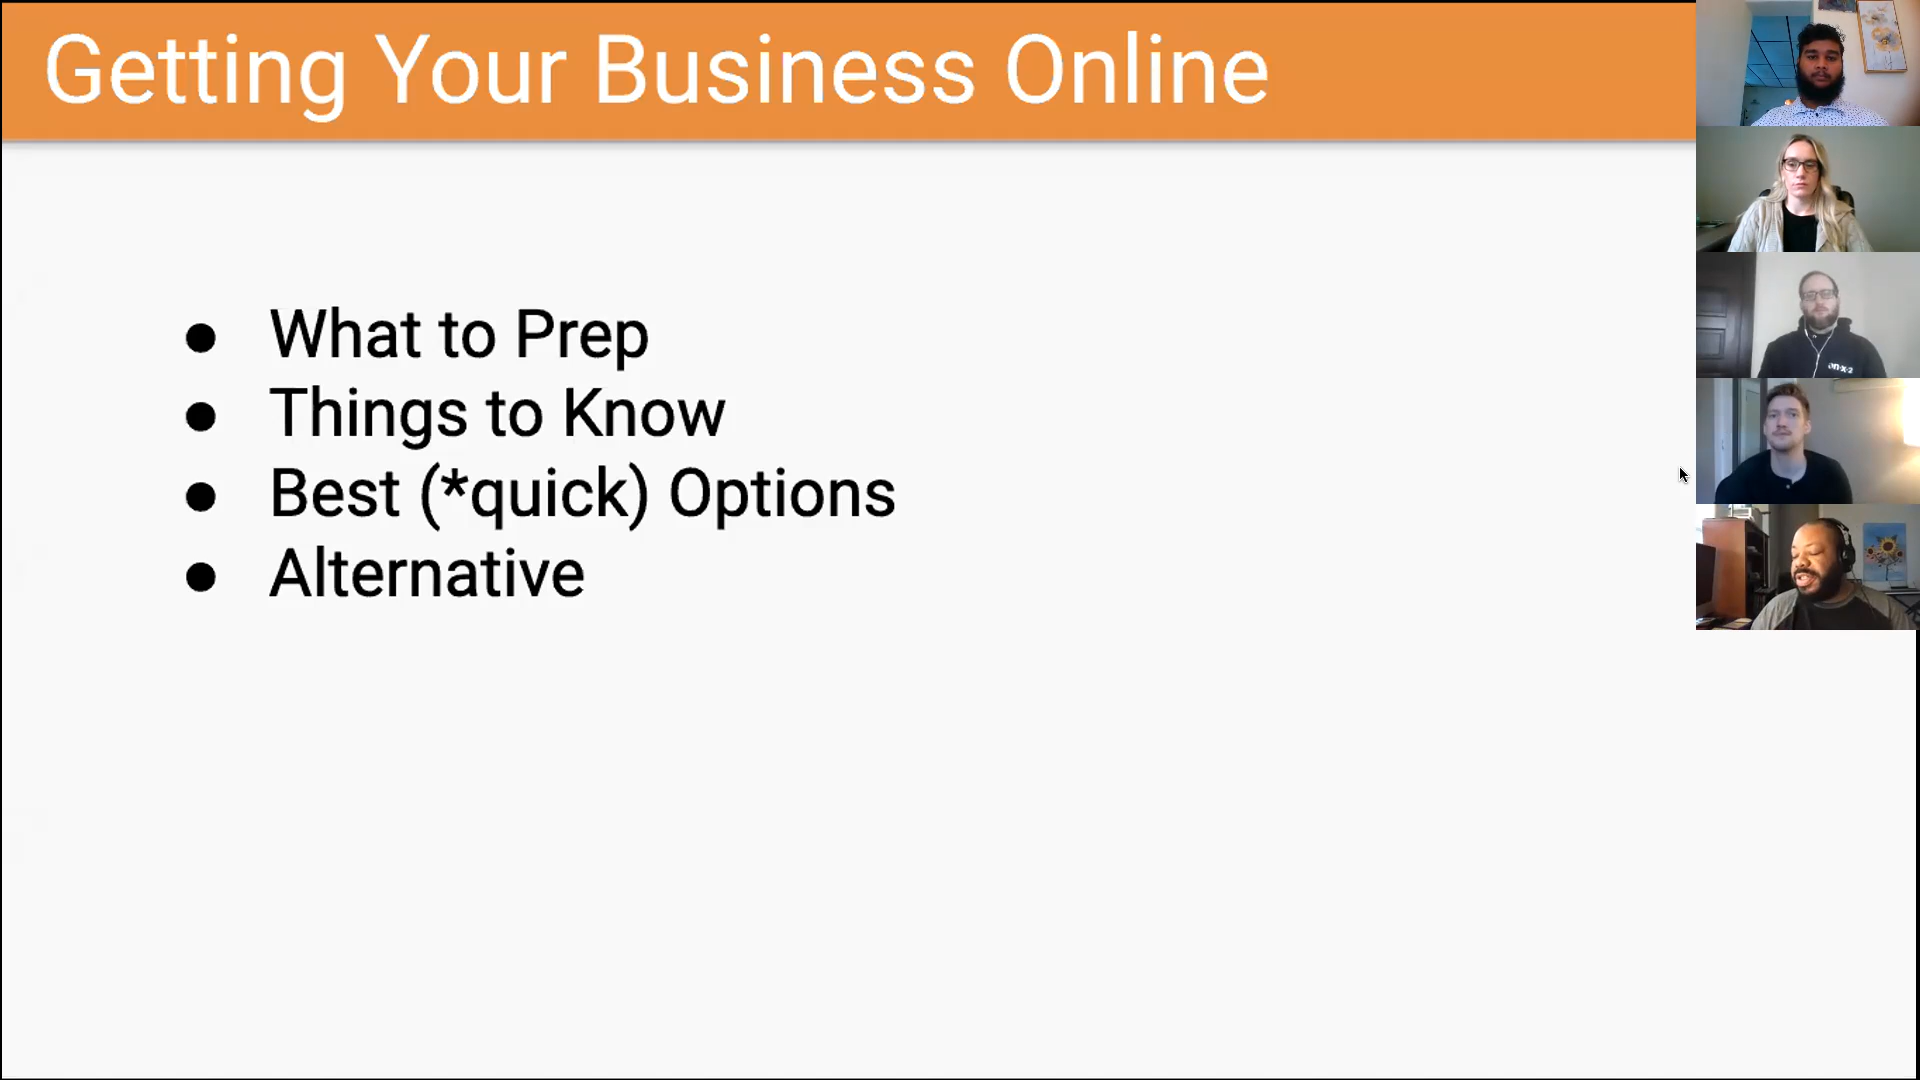 Getting Your Business Online
● What to Prep
● Things to Know
● Best (*quick) Options
● Alternative